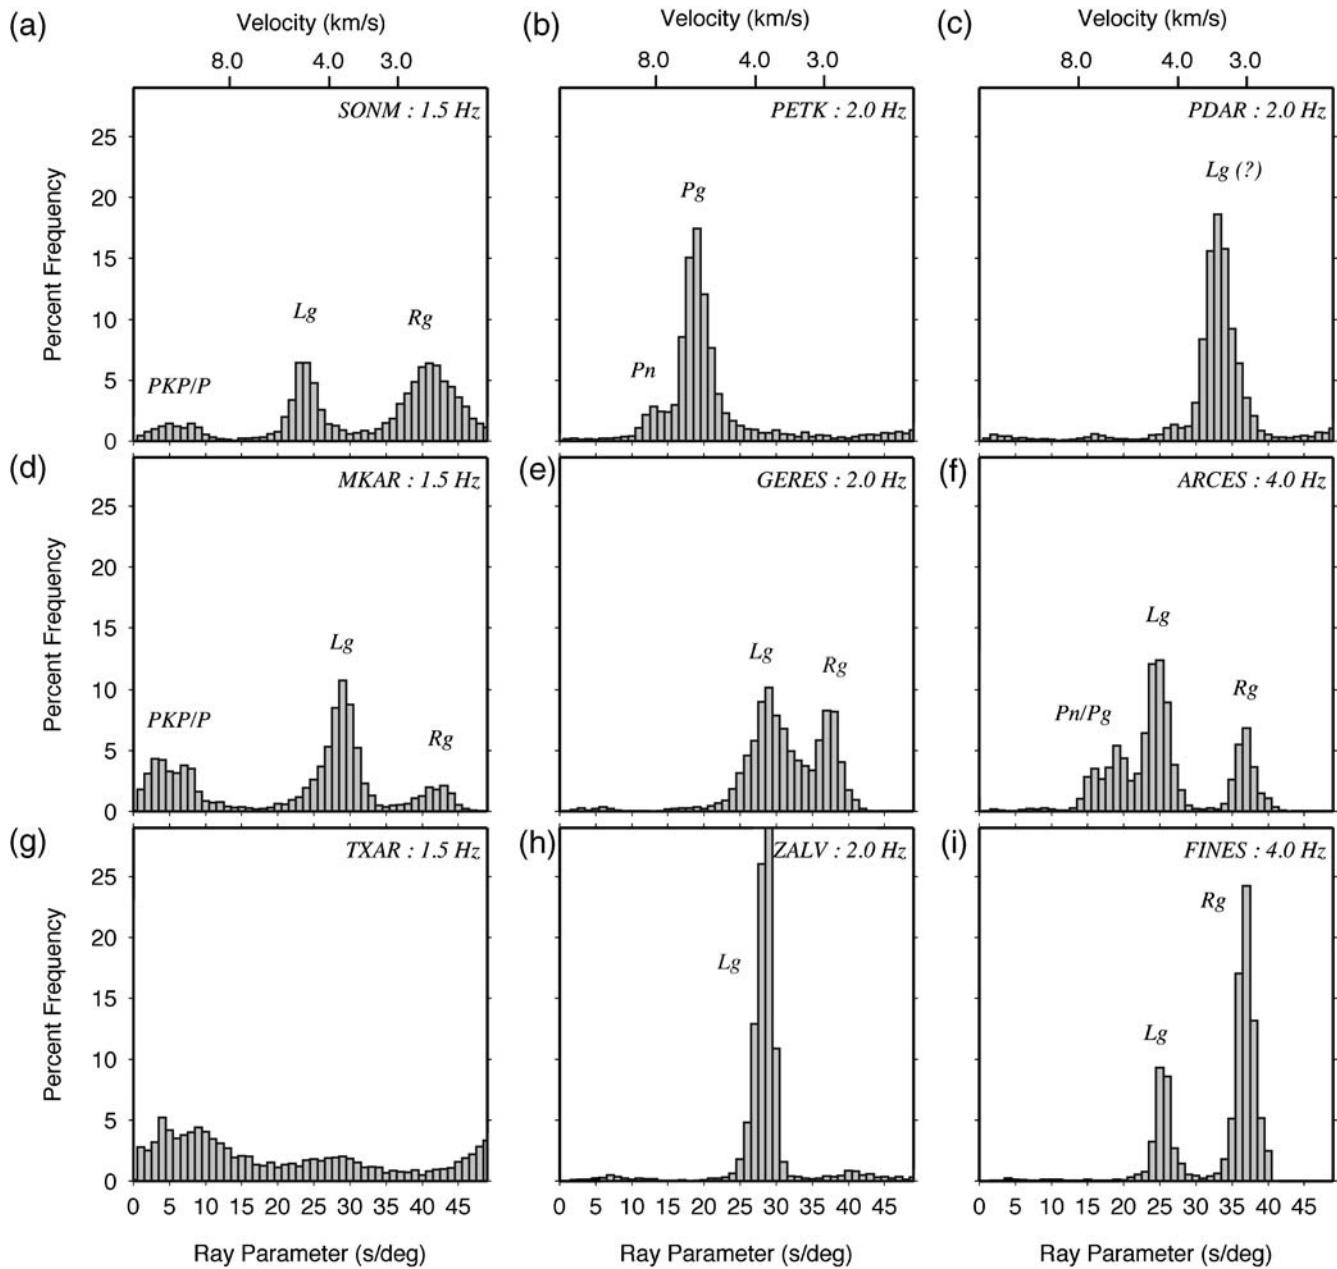 (a) Velocity (km/s) (b) Velocity (km/s) (c) Velocity (km/s)
8.0 4.0 3.0 8.0 4.0 3.0 8.0 4.0 3.0
SONM : 1.5 Hz PETK : 2.0 Hz PDAR : 2.0 Hz
Percent Frequency
25
20
15
10
5
0
PKP/P Lg Rg
Pn Pg
Lg (?)
(d) MKAR : 1.5 Hz (e) GERES : 2.0 Hz (f) ARCES : 4.0 Hz
Percent Frequency
25
20
15
10
5
0
PKP/P Lg Rg
Lg Rg
Pn/Pg Lg Rg
(g) TXAR : 1.5 Hz (h) ZALV : 2.0 Hz (i) FINES : 4.0 Hz
Percent Frequency
25
20
15
10
5
0
Lg
Lg Rg
0 5 10 15 20 25 30 35 40 45 0 5 10 15 20 25 30 35 40 45 0 5 10 15 20 25 30 35 40 45
Ray Parameter (s/deg) Ray Parameter (s/deg) Ray Parameter (s/deg)